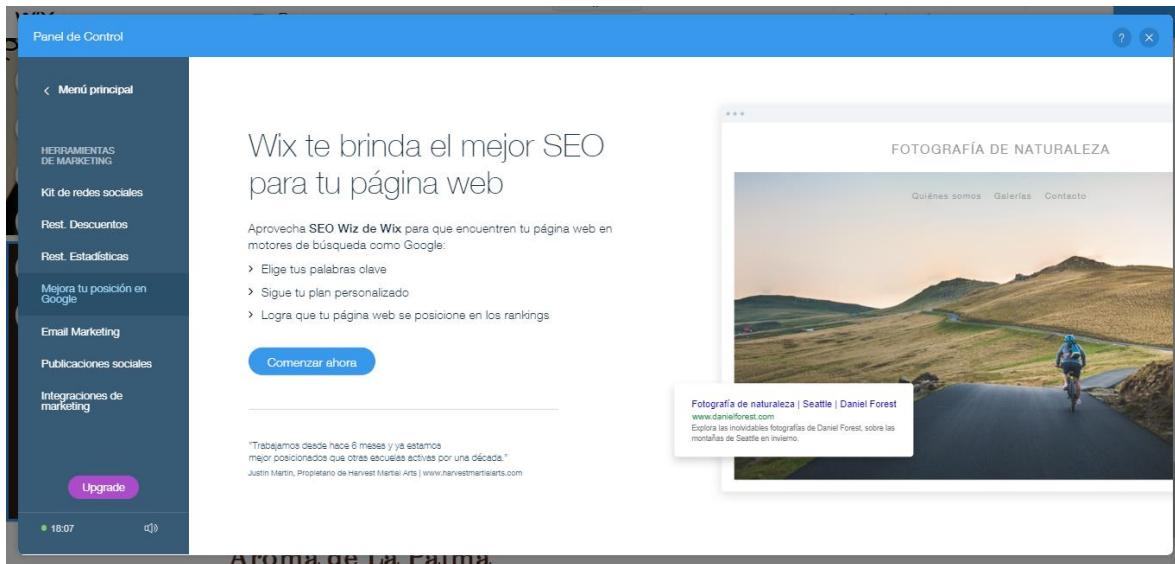 WIX
Panel de Control
?
Menú principal
HERRAMIENTAS
DE MARKETING
Kit de redes sociales
Rest. Descuentos
Rest. Estadísticas
Mejora tu posición en
Google
Email Marketing
Publicaciones sociales
Integraciones de
marketing
Upgrade
18:07
Wix te brinda el mejor SEO
para tu página web
Aprovecha SEO Wiz de Wix para que encuentren tu página web en
motores de búsqueda como Google:
Elige tus palabras clave
Sigue tu plan personalizado
Logra que tu página web se posicione en los rankings
Comenzar ahora
"Trabajamos desde hace 6 meses y ya estamos
mejor posicionados que otras escuelas activas por una década."
Justin Martin, Propietario de Harvest Martial Arts | www.harvestmartialarts.com
FOTOGRAFÍA DE NATURALEZA
Quiénes somos Galerías Contacto
Fotografía de naturaleza | Seattle | Daniel Forest
www.danielforest.com
Explora las inolvidables fotografías de Daniel Forest, sobre las
montañas de Seattle en invierno.
Aroma de La Palma